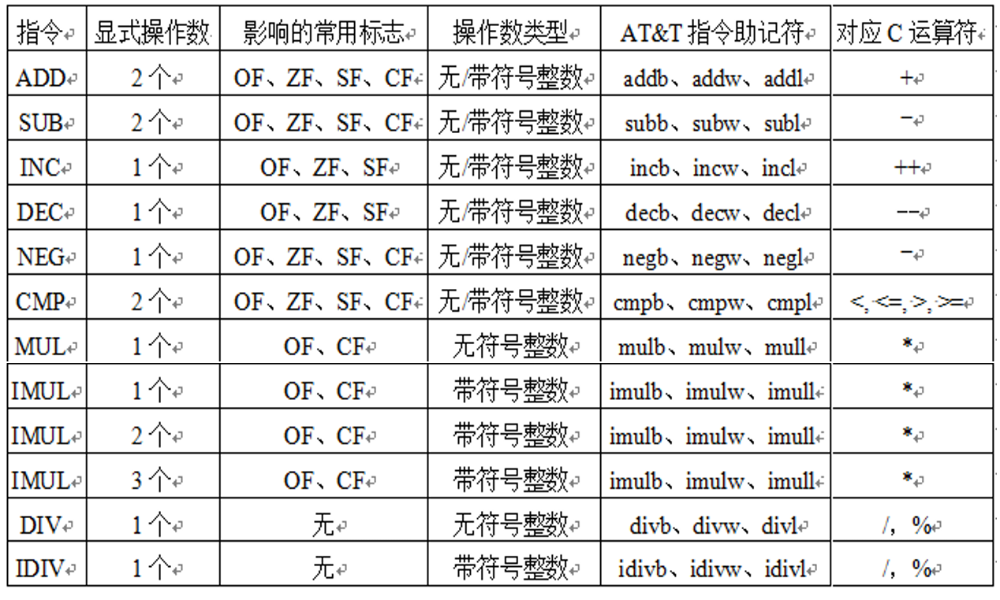 指令 显式操作数 影响的常用标志 操作数类型 AT&T 指令助记符 对应 C 运算符
ADD 2 个 OF、ZF、SF、CF 无/带符号整数 addb、addw、addl +
SUB 2 个 OF、ZF、SF、CF 无/带符号整数 subb、subw、subl −
INC 1 个 OF、ZF、SF 无/带符号整数 incb、incw、incl ++
DEC 1 个 OF、ZF、SF 无/带符号整数 decb、decw、decl −−
NEG 1 个 OF、ZF、SF、CF 无/带符号整数 negb、negw、negl −
CMP 2 个 OF、ZF、SF、CF 无/带符号整数 cmpb、cmpw、cmpl <, <=, >, >=
MUL 1 个 OF、CF 无符号整数 mulb、mulw、mull *
IMUL 1 个 OF、CF 带符号整数 imulb、imulw、imull *
IMUL 2 个 OF、CF 带符号整数 imulb、imulw、imull *
IMUL 3 个 OF、CF 带符号整数 imulb、imulw、imull *
DIV 1 个 无 无符号整数 divb、divw、divl /, %
IDIV 1 个 无 带符号整数 idivb、idivw、idivl /, %